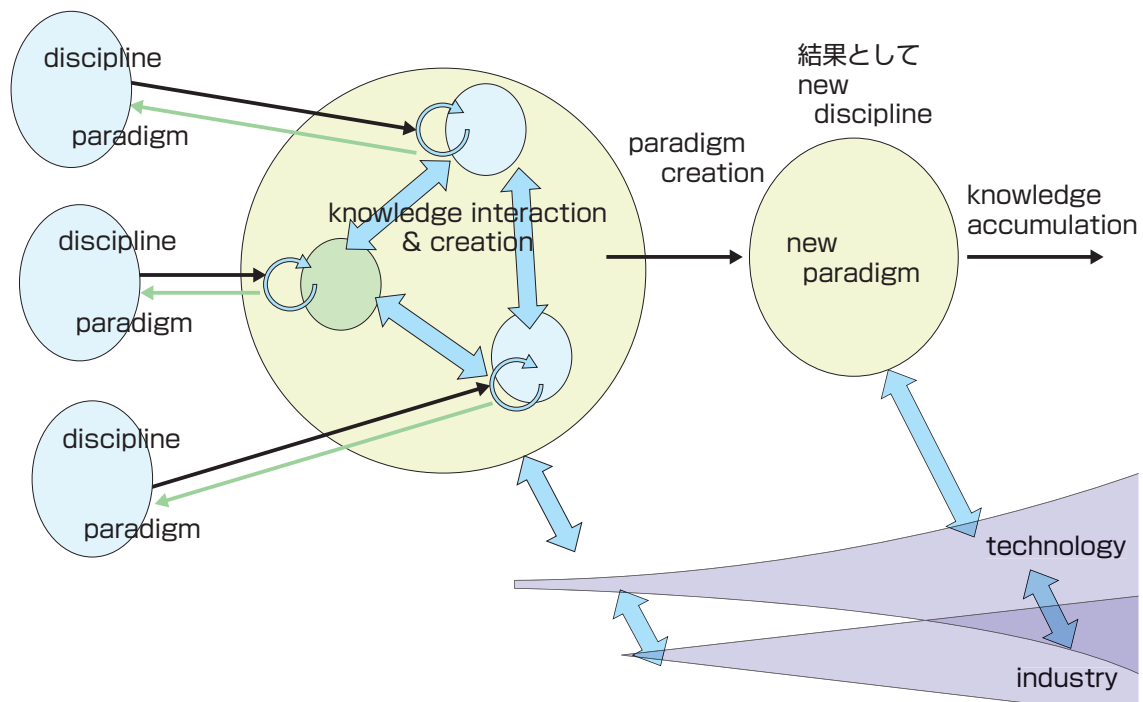 discipline
paradigm
discipline
paradigm
discipline
paradigm
knowledge interaction
& creation
paradigm
creation
結果として
new
discipline
new
paradigm
knowledge
accumulation
technology
industry